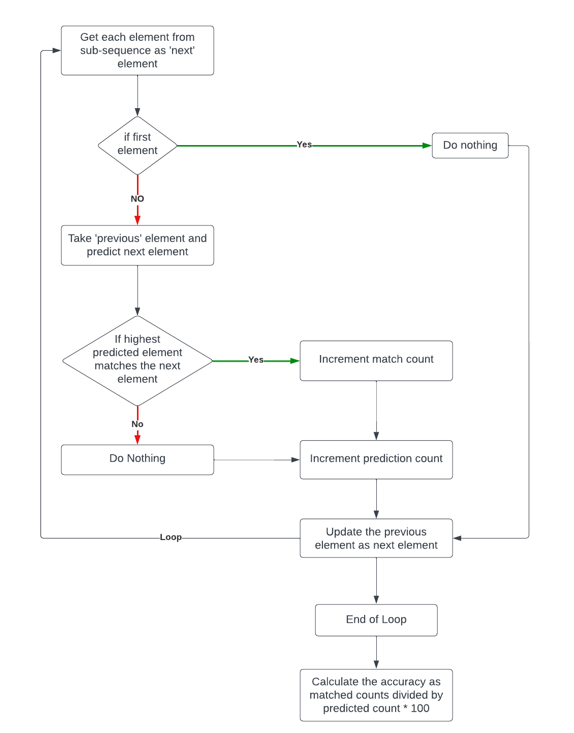 Get each element from
sub-sequence as 'next'
element
if first
element
Yes
Do nothing
NO
Take 'previous' element and
predict next element
If highest
predicted element
matches the next
element
Yes
Increment match count
No
Do Nothing
Increment prediction count
Update the previous
element as next element
Loop
End of Loop
Calculate the accuracy as
matched counts divided by
predicted count * 100